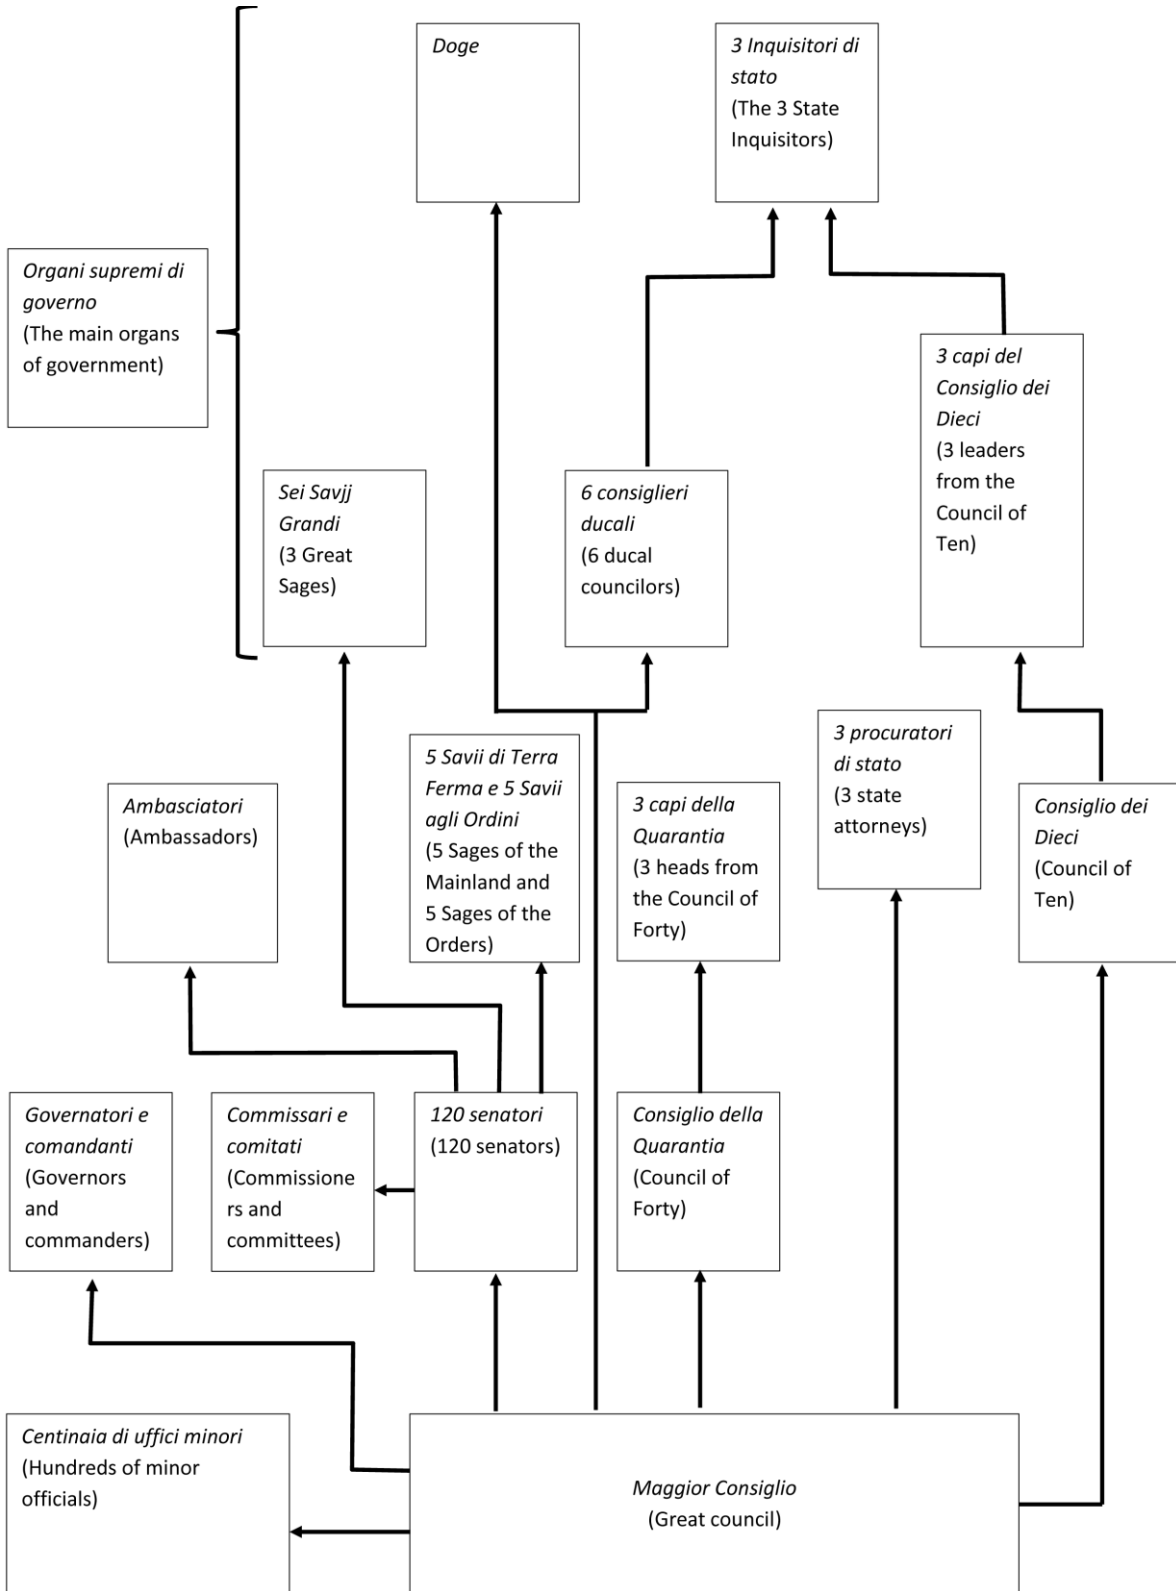 Doge
3 Inquisitori di
stato
(The 3 State
Inquisitors)
Organi supremi di
governo
(The main organs
of government)
3 capi del
Consiglio dei
Dieci
(3 leaders
from the
Council of
Ten)
Sei Savjj
Grandi
(3 Great
Sages)
6 consiglieri
ducali
(6 ducal
councilors)
5 Savii di Terra
Ferma e 5 Savii
agli Ordini
(5 Sages of the
Mainland and
5 Sages of the
Orders)
3 procuratori
di stato
(3 state
attorneys)
Ambasciatori
(Ambassadors)
3 capi della
Quarantia
(3 heads from
the Council of
Forty)
Consiglio dei
Dieci
(Council of
Ten)
Governatori e
comandanti
(Governors
and
commanders)
Commissari e
comitati
(Commissione
rs and
committees)
120 senatori
(120 senators)
Consiglio della
Quarantia
(Council of
Forty)
Centinaia di uffici minori
(Hundreds of minor
officials)
Maggior Consiglio
(Great council)